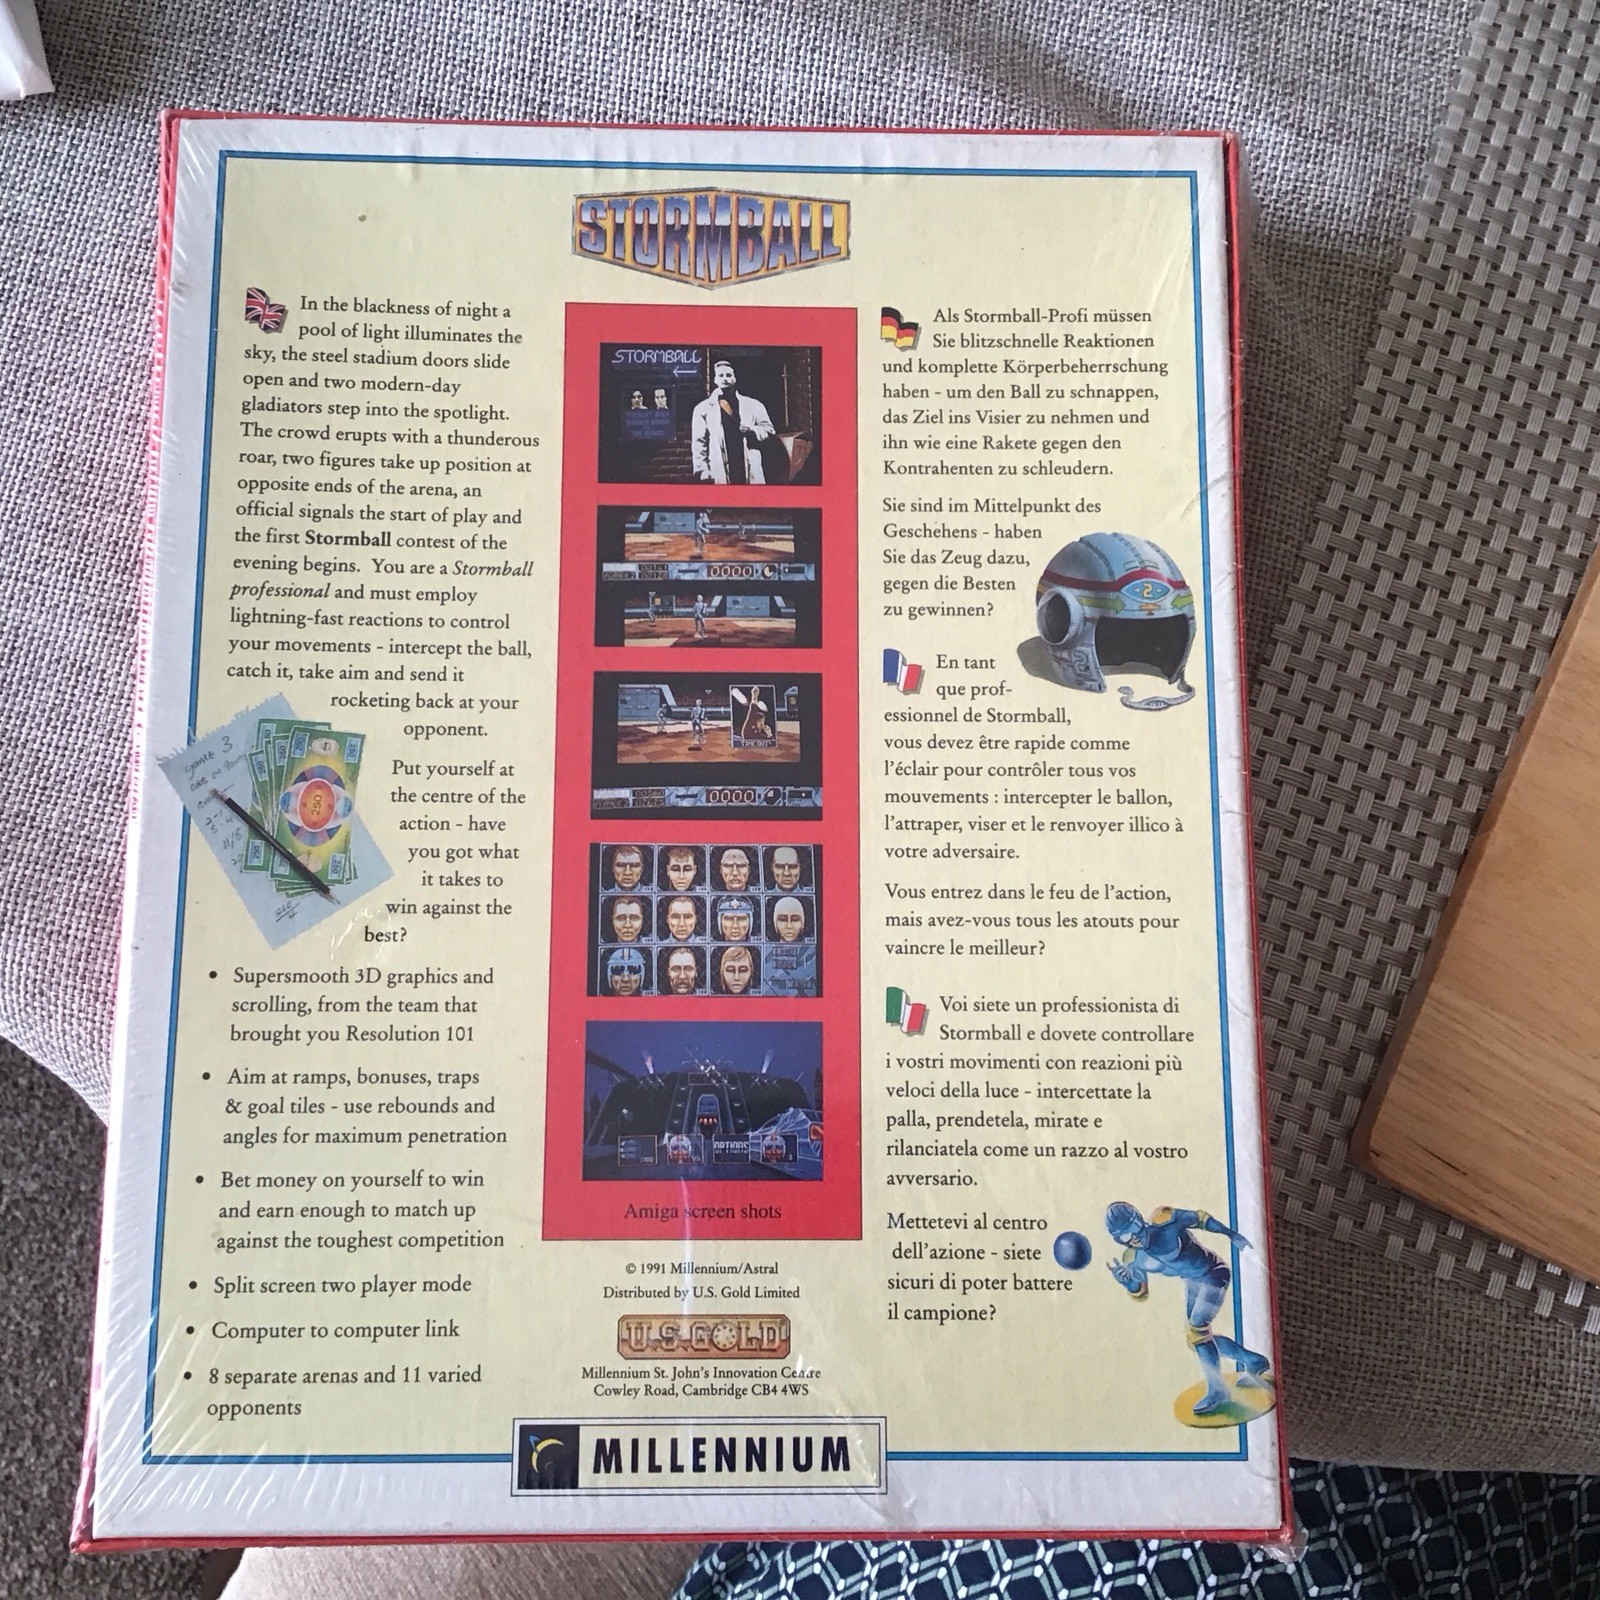 STORMBALL
In the blackness of night a
pool of light illuminates the
sky, the steel stadium doors slide
open and two modern-day
gladiators step into the spotlight.
The crowd erupts with a thunderous
roar, two figures take up position at
opposite ends of the arena, an
official signals the start of play and
the first Stormball contest of the
evening begins. You are a Stormball
professional and must employ
lightning-fast reactions to control
your movements - intercept the ball,
catch it, take aim and send it
rocketing back at your
opponent.
Put yourself at
the centre of the
action - have
you got what
it takes to
win against the
best?
game 3
250
• Supersmooth 3D graphics and
scrolling, from the team that
brought you Resolution 101
• Aim at ramps, bonuses, traps
& goal tiles - use rebounds and
angles for maximum penetration
• Bet money on yourself to win
and earn enough to match up
against the toughest competition
• Split screen two player mode
• Computer to computer link
• 8 separate arenas and 11 varied
opponents
STORMBALL
0000
TIME OUT
0000
OPTIONS
Amiga screen shots
© 1991 Millennium/Astral
Distributed by U.S. Gold Limited
U.S. GOLD
Millennium St. John's Innovation Centre
Cowley Road, Cambridge CB4 4WS
MILLENNIUM
Als Stormball-Profi müssen
Sie blitzschnelle Reaktionen
und komplette Körperbeherrschung
haben - um den Ball zu schnappen,
das Ziel ins Visier zu nehmen und
ihn wie eine Rakete gegen den
Kontrahenten zu schleudern.
Sie sind im Mittelpunkt des
Geschehens - haben
Sie das Zeug dazu,
gegen die Besten
zu gewinnen?
2
En tant
que prof-
essionnel de Stormball,
vous devez être rapide comme
l'éclair pour contrôler tous vos
mouvements : intercepter le ballon,
l'attraper, viser et le renvoyer illico à
votre adversaire.
Vous entrez dans le feu de l'action,
mais avez-vous tous les atouts pour
vaincre le meilleur?
Voi siete un professionista di
Stormball e dovete controllare
i vostri movimenti con reazioni più
veloci della luce - intercettate la
palla, prendetela, mirate e
rilanciatela come un razzo al vostro
avversario.
Mettetevi al centro
dell'azione - siete
sicuri di poter battere
il campione?